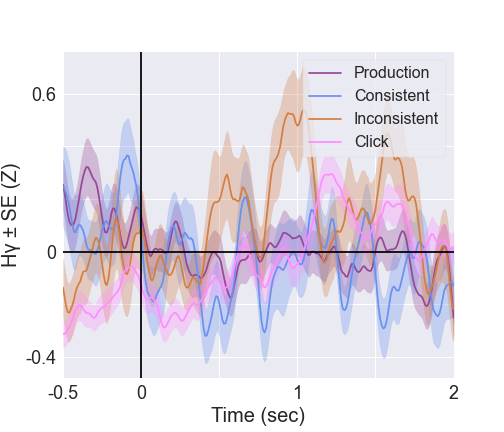 Production
Consistent
Inconsistent
Click
Hγ ± SE (Z)
0.6
0
-0.4
-0.5 0 1 2
Time (sec)